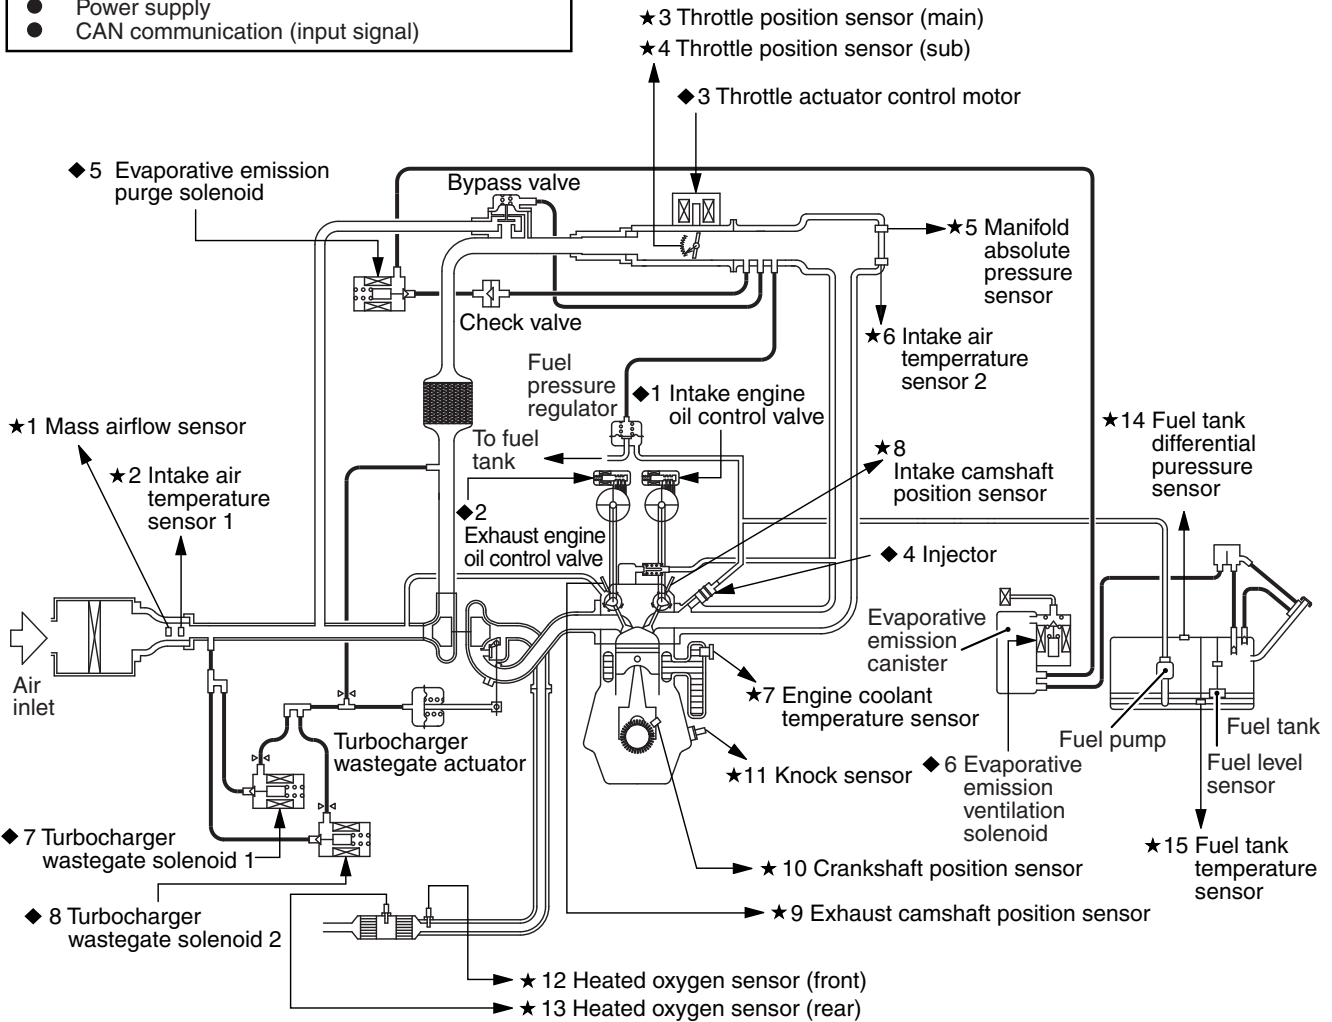 ● Power supply
● CAN communication (input signal)
★3 Throttle position sensor (main)
★4 Throttle position sensor (sub)
◆3 Throttle actuator control motor
◆5 Evaporative emission
purge solenoid
Bypass valve
★5 Manifold
absolute
pressure
sensor
Check valve
★6 Intake air
temperrature
sensor 2
Fuel
pressure
regulator
◆1 Intake engine
oil control valve
★1 Mass airflow sensor
★2 Intake air
temperature
sensor 1
To fuel
tank
★8
Intake camshaft
position sensor
★14 Fuel tank
differential
puressure
sensor
◆2
Exhaust engine
oil control valve
◆4 Injector
Evaporative
emission
canister
Air
inlet
★7 Engine coolant
temperature sensor
Turbocharger
wastegate actuator
★11 Knock sensor
◆6 Evaporative
emission
ventilation
solenoid
Fuel pump
Fuel tank
Fuel level
sensor
◆7 Turbocharger
wastegate solenoid 1
★10 Crankshaft position sensor
★15 Fuel tank
temperature
sensor
◆8 Turbocharger
wastegate solenoid 2
★9 Exhaust camshaft position sensor
★12 Heated oxygen sensor (front)
★13 Heated oxygen sensor (rear)